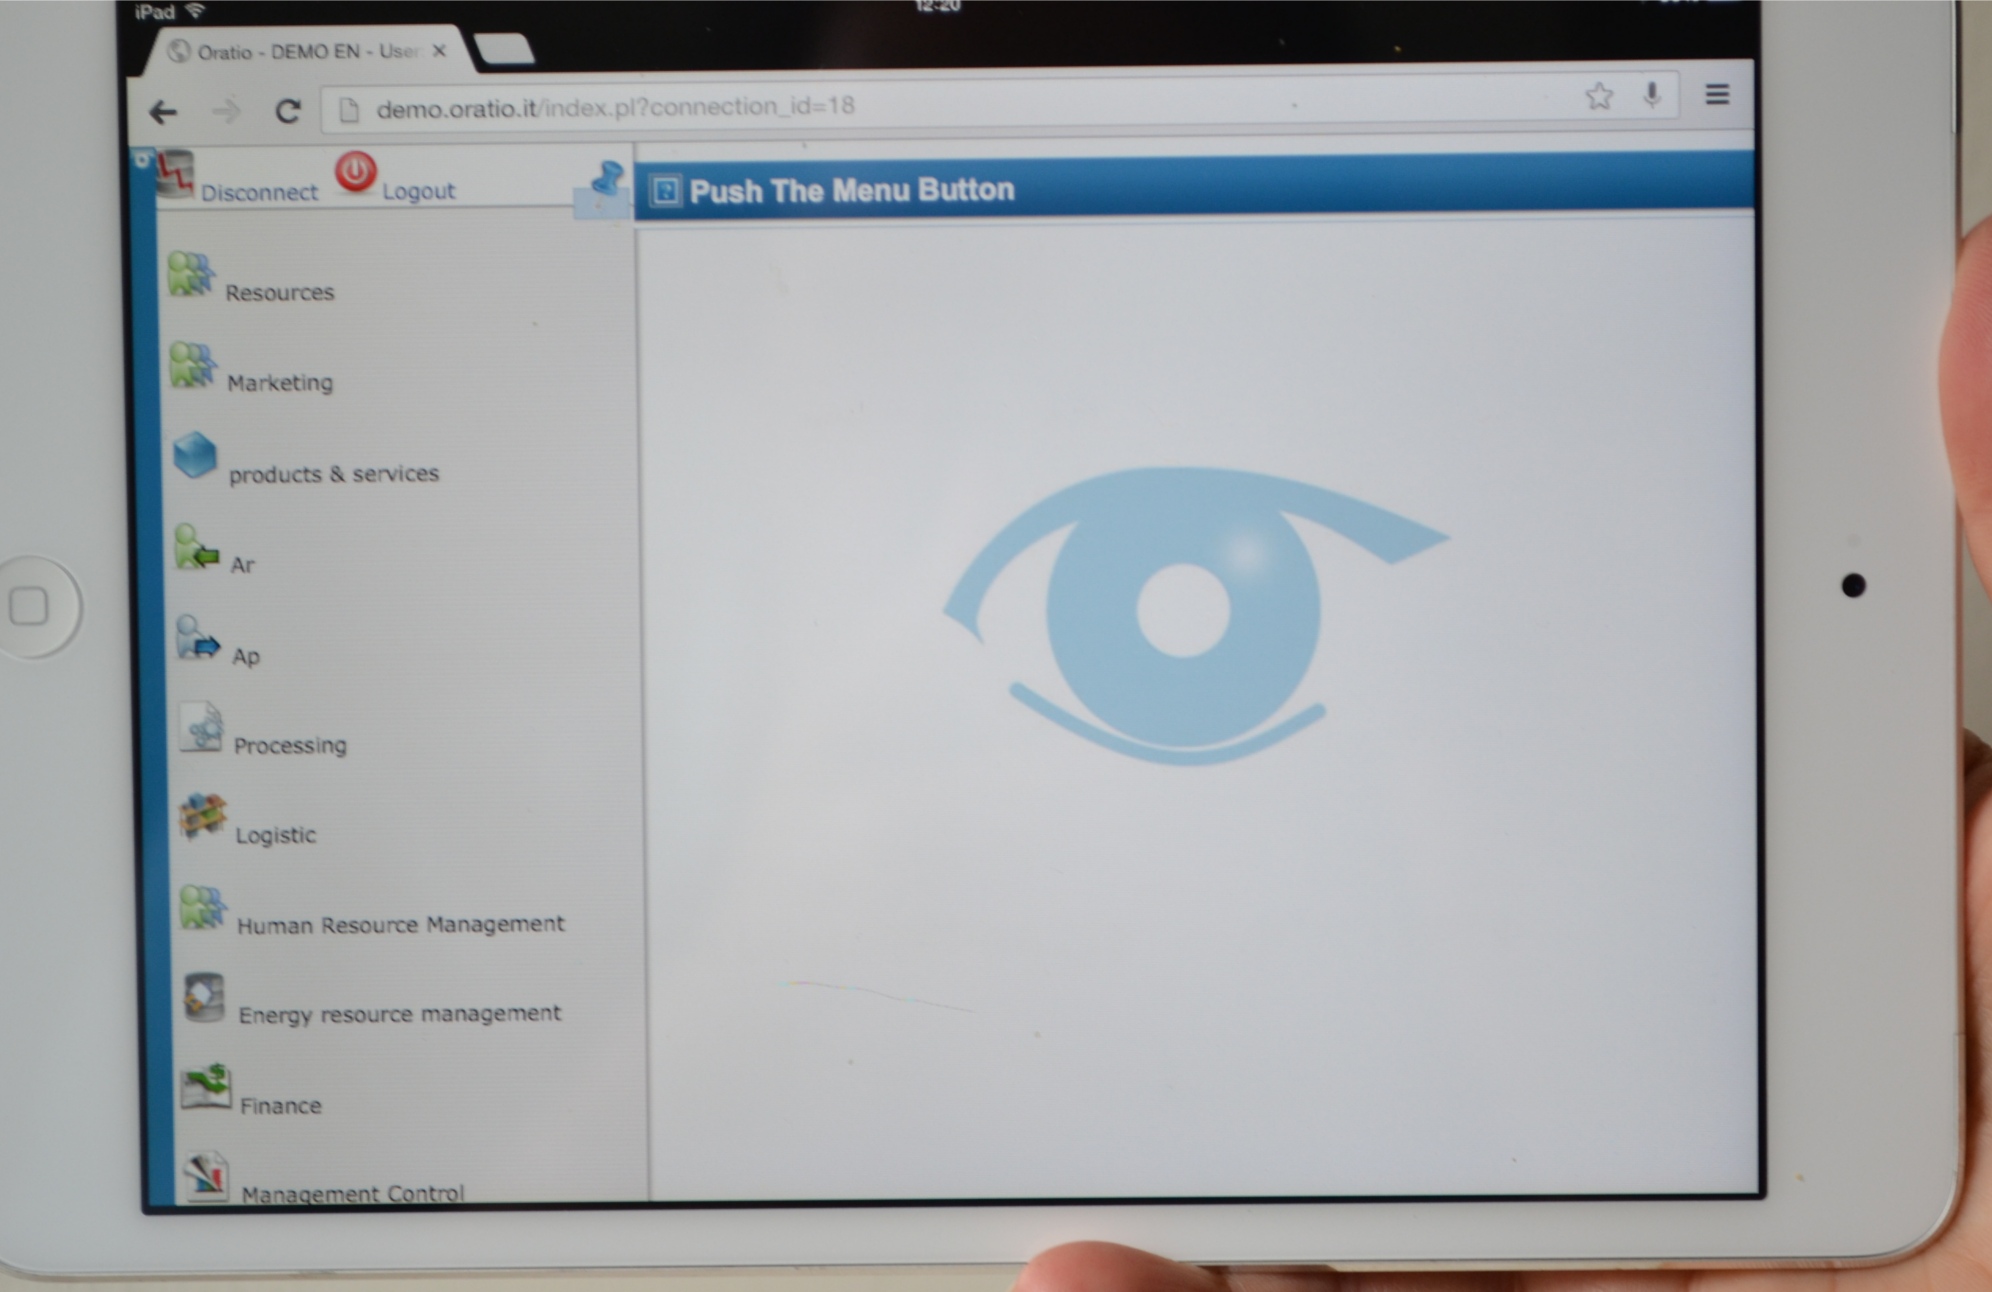 iPad
12:20
Oratio - DEMO EN - User
demo.oratio.it/index.pl?connection_id=18
Disconnect Logout
Push The Menu Button
Resources
Marketing
products & services
Ar
Ap
Processing
Logistic
Human Resource Management
Energy resource management
Finance
Management Control